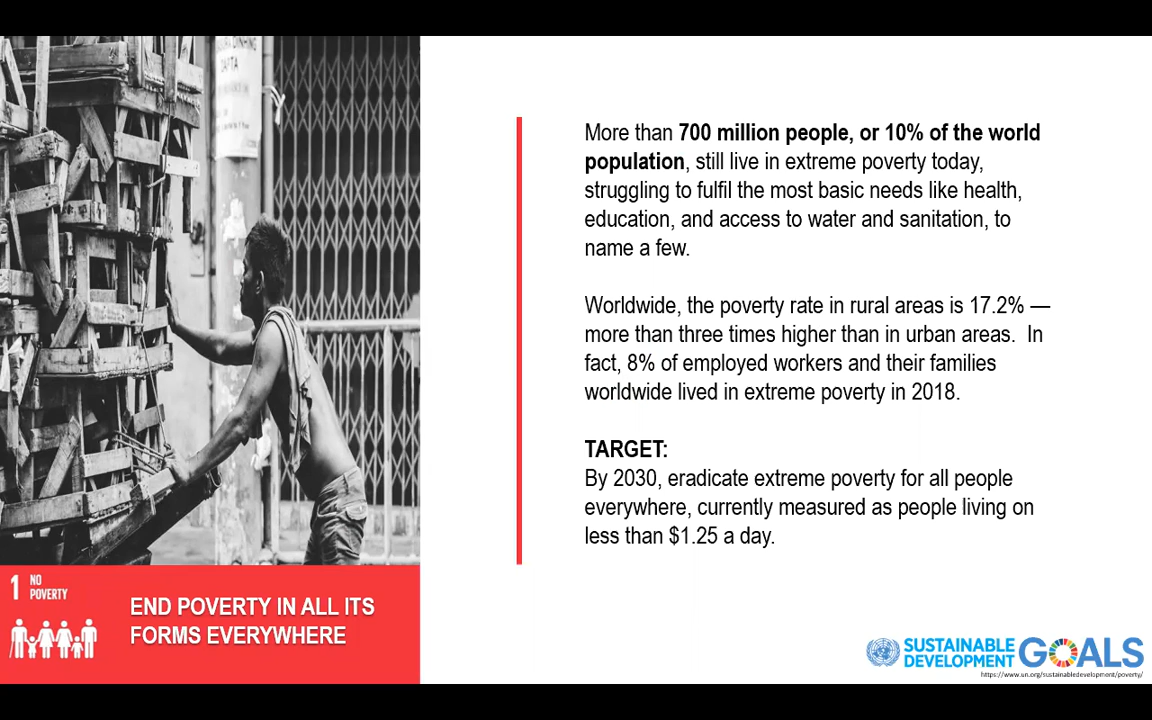 More than 700 million people, or 10% of the world
population, still live in extreme poverty today,
struggling to fulfil the most basic needs like health,
education, and access to water and sanitation, to
name a few.
Worldwide, the poverty rate in rural areas is 17.2% —
more than three times higher than in urban areas.  In
fact, 8% of employed workers and their families
worldwide lived in extreme poverty in 2018.
TARGET:
By 2030, eradicate extreme poverty for all people
everywhere, currently measured as people living on
less than $1.25 a day.
1 NO
POVERTY
END POVERTY IN ALL ITS
FORMS EVERYWHERE
SUSTAINABLE
DEVELOPMENT GOALS
https://www.un.org/sustainabledevelopment/poverty/